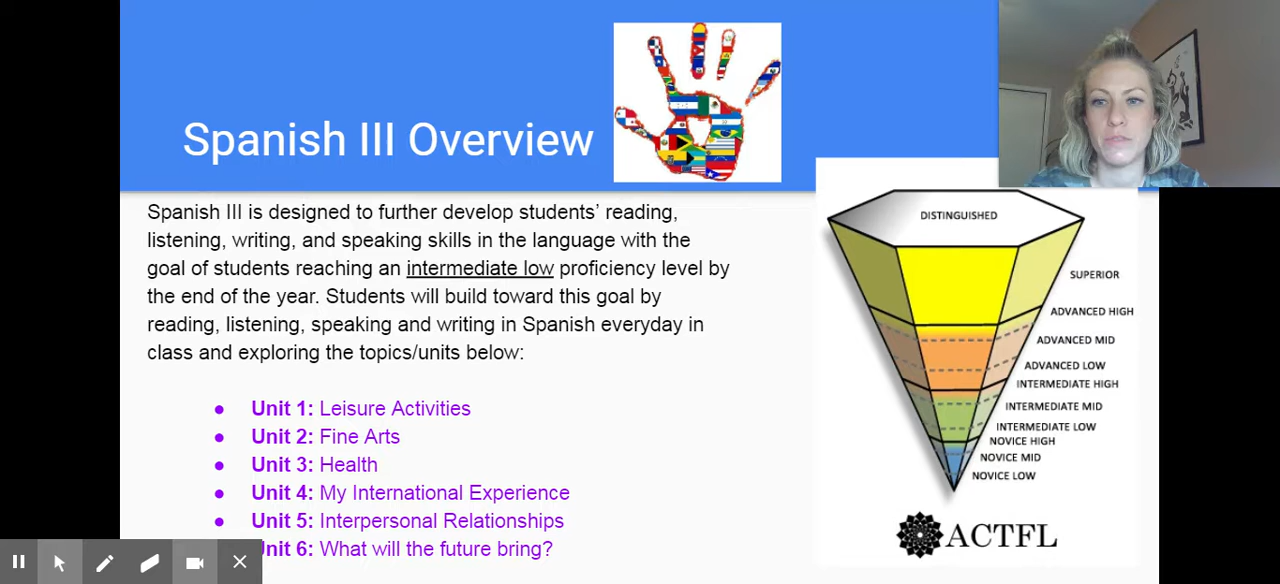 Spanish III Overview
Spanish III is designed to further develop students’ reading,
listening, writing, and speaking skills in the language with the
goal of students reaching an intermediate low proficiency level by
the end of the year. Students will build toward this goal by
reading, listening, speaking and writing in Spanish everyday in
class and exploring the topics/units below:
● Unit 1: Leisure Activities
● Unit 2: Fine Arts
● Unit 3: Health
● Unit 4: My International Experience
● Unit 5: Interpersonal Relationships
nit 6: What will the future bring?
DISTINGUISHED
SUPERIOR
ADVANCED HIGH
ADVANCED MID
ADVANCED LOW
INTERMEDIATE HIGH
INTERMEDIATE MID
INTERMEDIATE LOW
NOVICE HIGH
NOVICE MID
NOVICE LOW
ACTFL